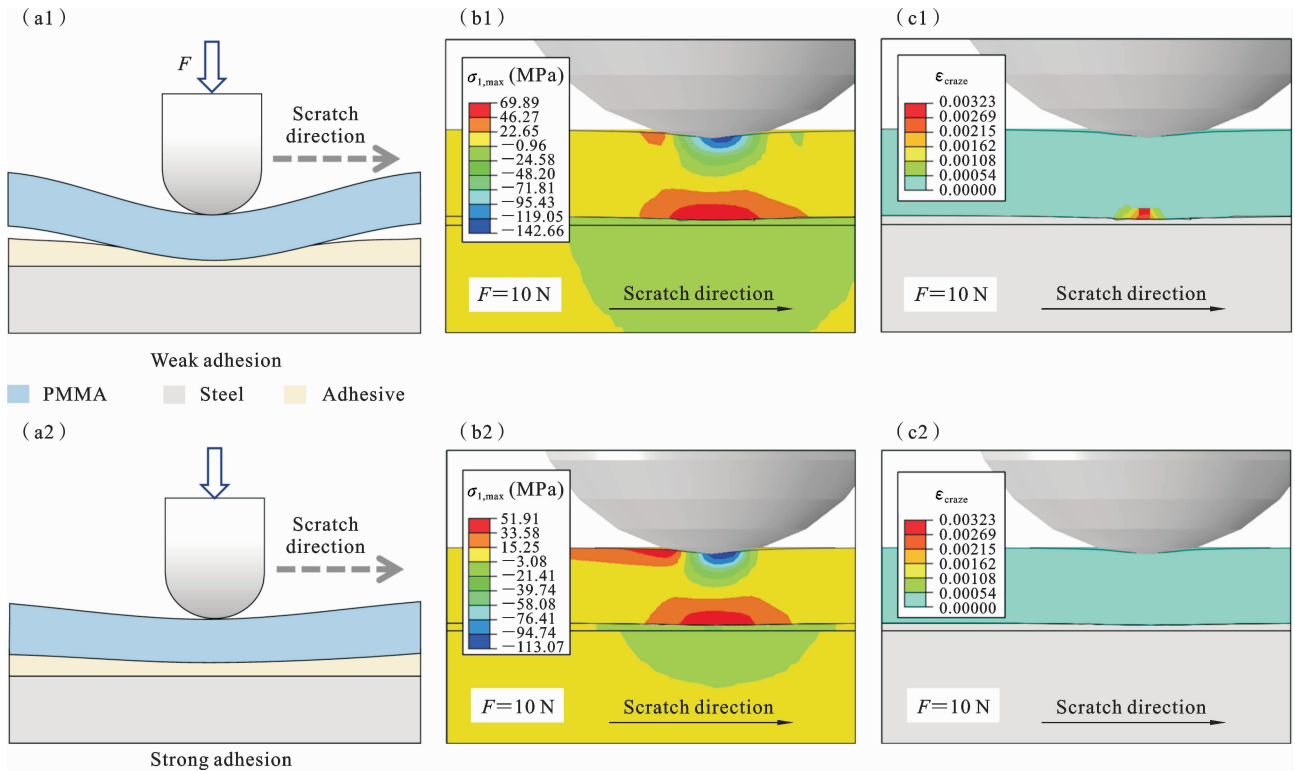 (a1)
F
Scratch
direction
Weak adhesion
PMMA
Steel
Adhesive
(b1)
σ1,max (MPa)
69.89
46.27
22.65
−0.96
−24.58
−48.20
−71.81
−95.43
−119.05
−142.66
F=10 N
Scratch direction
(c1)
εcraze
0.00323
0.00269
0.00215
0.00162
0.00108
0.00054
0.00000
F=10 N
Scratch direction
(a2)
Scratch
direction
Strong adhesion
(b2)
σ1,max (MPa)
51.91
33.58
15.25
−3.08
−21.41
−39.74
−58.08
−76.41
−94.74
−113.07
F=10 N
Scratch direction
(c2)
εcraze
0.00323
0.00269
0.00215
0.00162
0.00108
0.00054
0.00000
F=10 N
Scratch direction